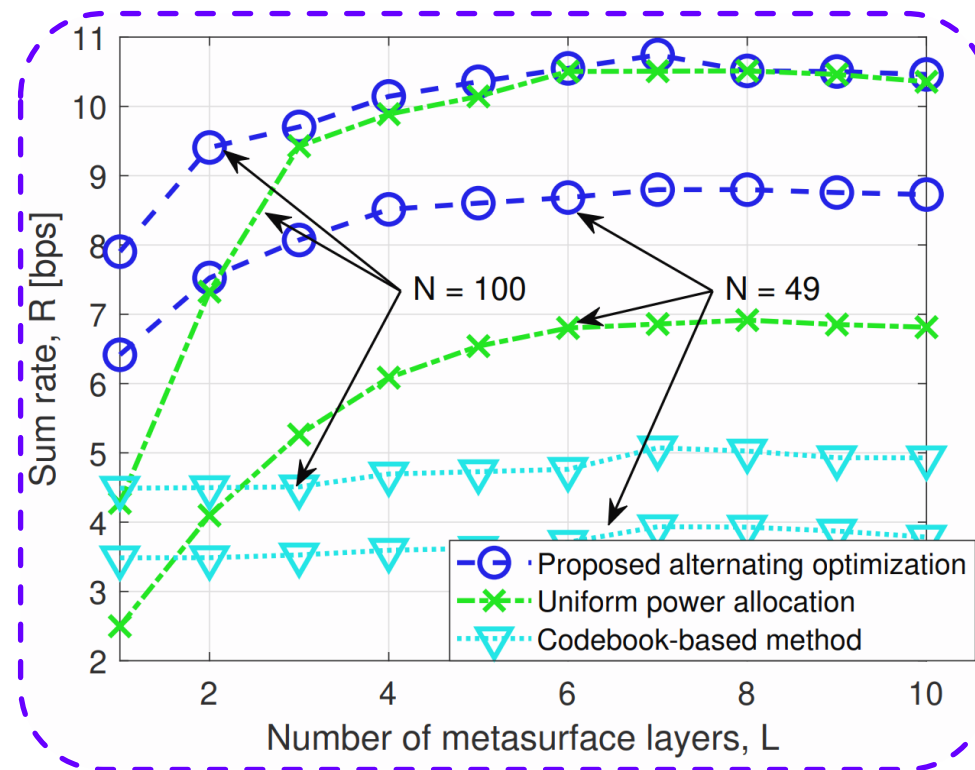 11
10
9
8
7
6
5
4
3
2
Sum rate, R [bps]
N = 100
N = 49
Proposed alternating optimization
Uniform power allocation
Codebook-based method
2 4 6 8 10
Number of metasurface layers, L